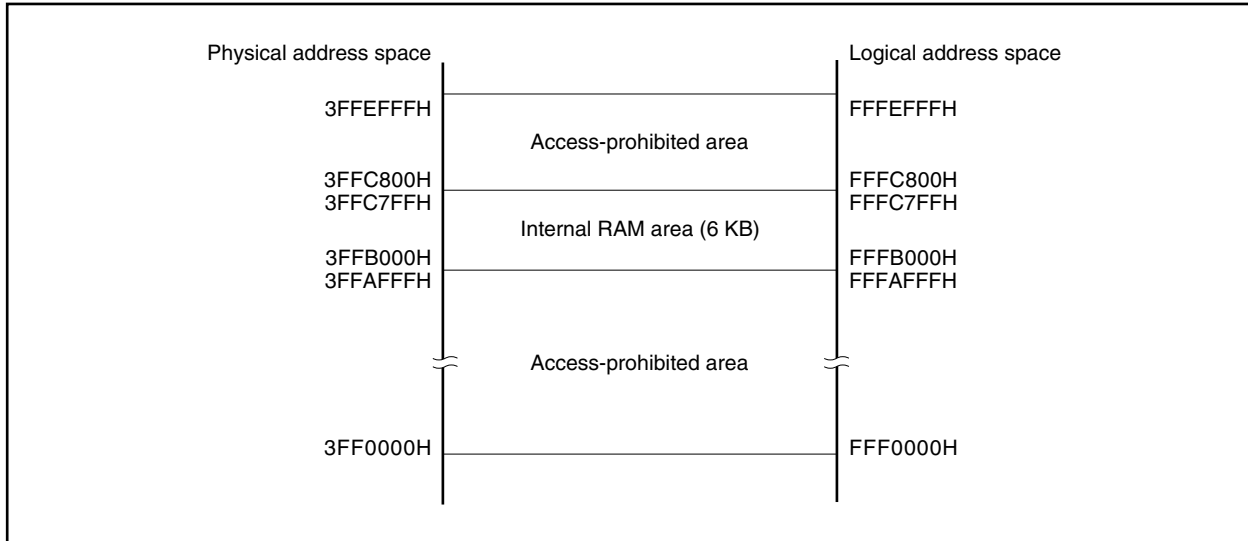 Physical address space Logical address space
3FFEFFFH FFFEFFFH
Access-prohibited area
3FFC800H FFFC800H
3FFC7FFH FFFC7FFH
Internal RAM area (6 KB)
3FFB000H FFFB000H
3FFAFFFH FFFAFFFH
Access-prohibited area
3FF0000H FFF0000H